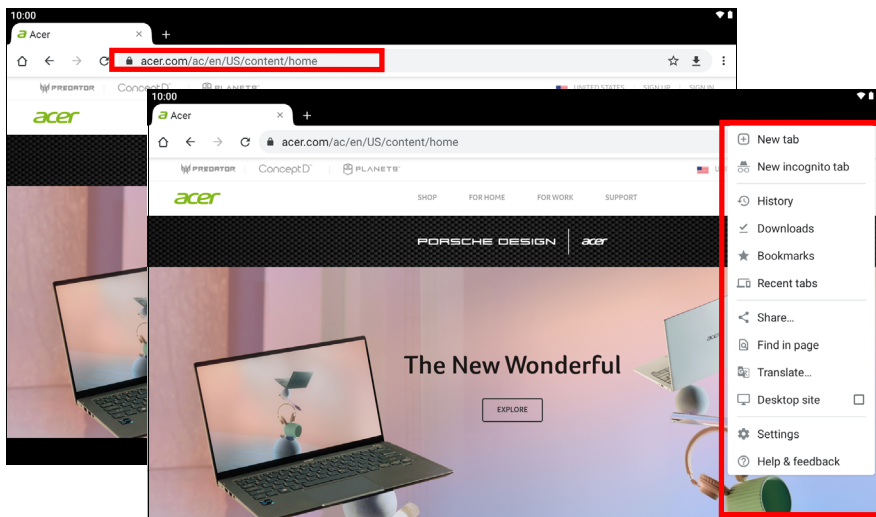 10:00
a Acer × +
acer.com/ac/en/US/content/home
PREDATOR ConceptD PLANET9
UNITED STATES SIGN UP SIGN IN
acer
10:00
a Acer × +
acer.com/ac/en/US/content/home
PREDATOR ConceptD PLANET9
acer SHOP FOR HOME FOR WORK SUPPORT
PORSCHE DESIGN acer
The New Wonderful
EXPLORE
acer
New tab
New incognito tab
History
Downloads
Bookmarks
Recent tabs
Share...
Find in page
Translate...
Desktop site
Settings
Help & feedback